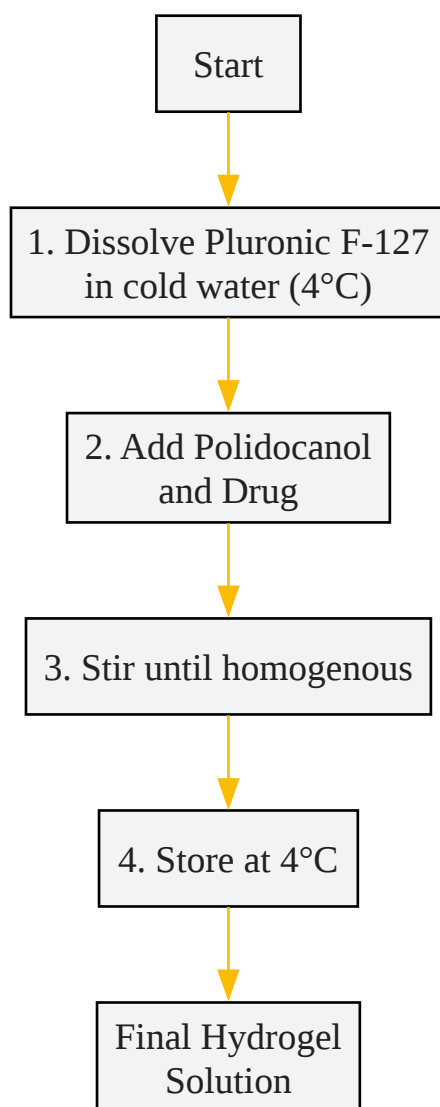 Start
1. Dissolve Pluronic F-127
in cold water (4°C)
2. Add Polidocanol
and Drug
3. Stir until homogenous
4. Store at 4°C
Final Hydrogel
Solution